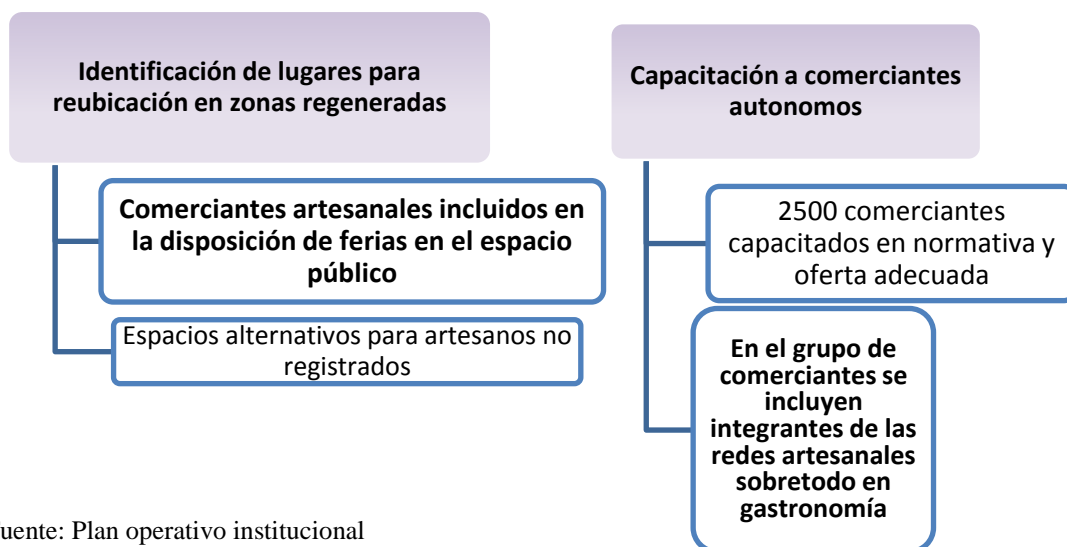 Identificación de lugares para
reubicación en zonas regeneradas
Comerciantes artesanales incluidos en
la disposición de ferias en el espacio
público
Espacios alternativos para artesanos no
registrados
Capacitación a comerciantes
autonomos
2500 comerciantes
capacitados en normativa y
oferta adecuada
En el grupo de
comerciantes se
incluyen
integrantes de las
redes artesanales
sobretodo en
gastronomía
uente: Plan operativo institucional